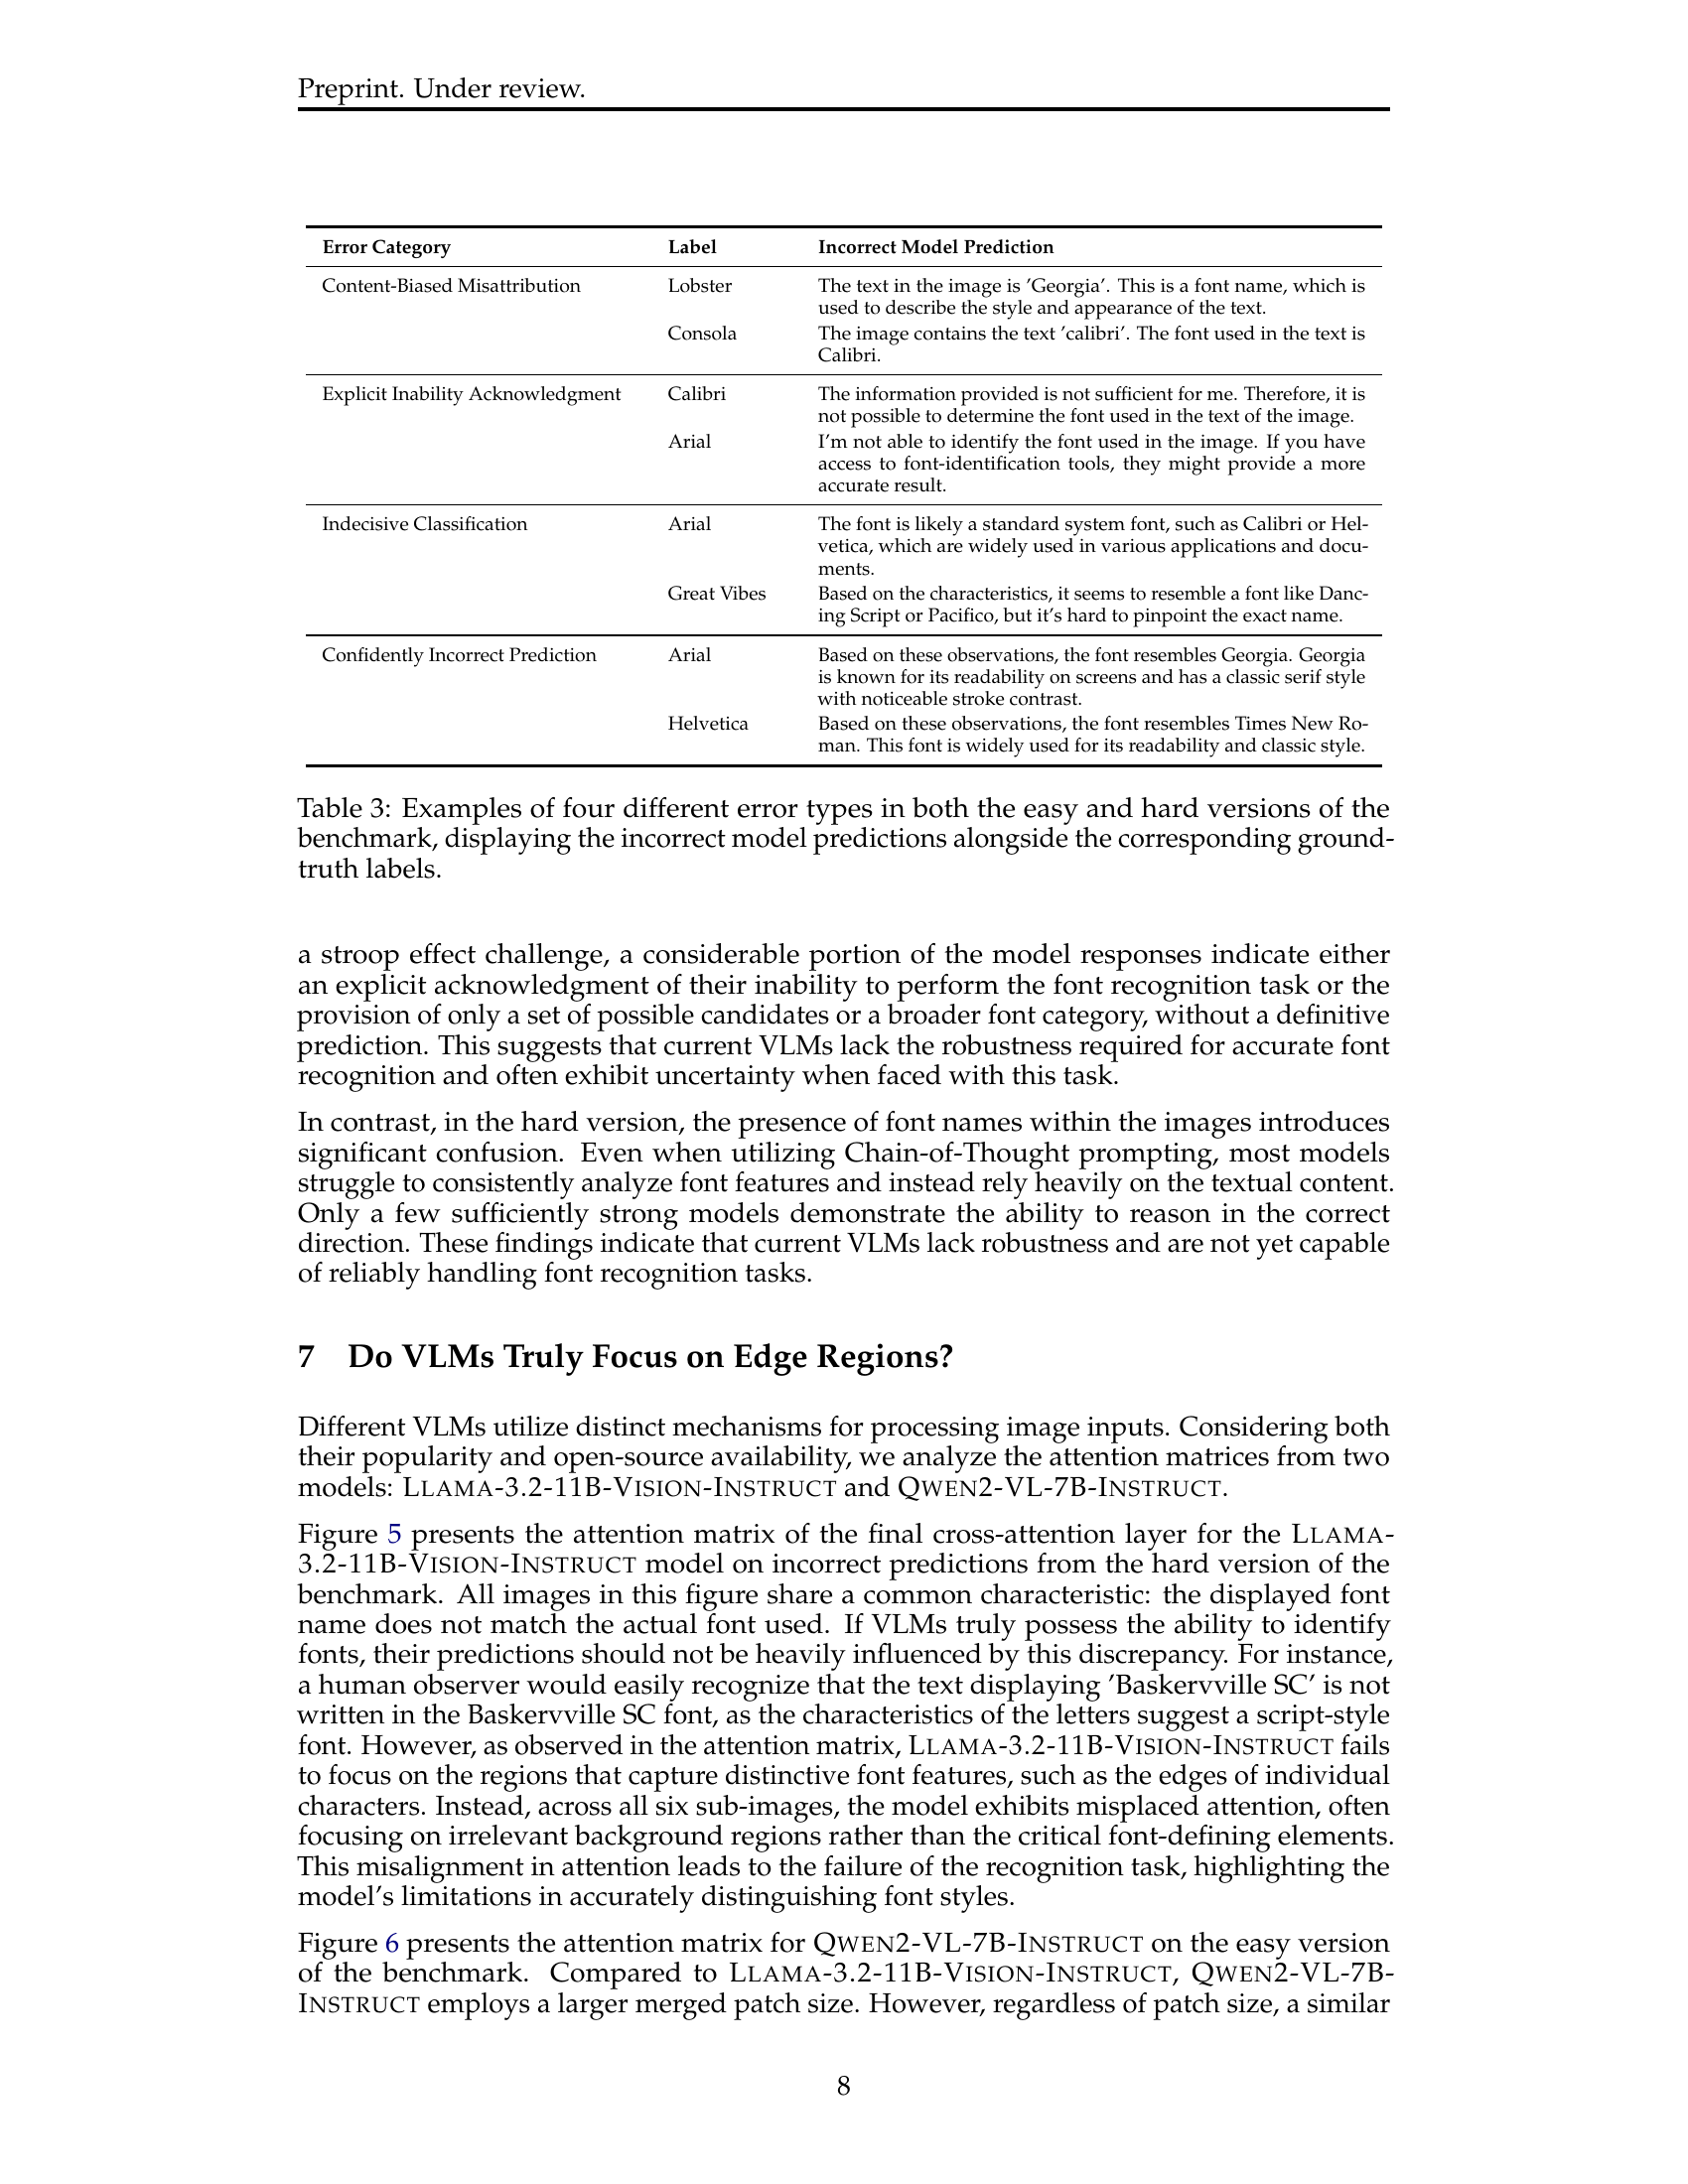 Preprint. Under review.
Error Category Label Incorrect Model Prediction
Content-Biased Misattribution Lobster The text in the image is ’Georgia’. This is a font name, which is
used to describe the style and appearance of the text.
Consola The image contains the text ’calibri’. The font used in the text is
Calibri.
Explicit Inability Acknowledgment Calibri The information provided is not sufficient for me. Therefore, it is
not possible to determine the font used in the text of the image.
Arial I’m not able to identify the font used in the image. If you have
access to font-identification tools, they might provide a more
accurate result.
Indecisive Classification Arial The font is likely a standard system font, such as Calibri or Hel-
vetica, which are widely used in various applications and docu-
ments.
Great Vibes Based on the characteristics, it seems to resemble a font like Danc-
ing Script or Pacifico, but it’s hard to pinpoint the exact name.
Confidently Incorrect Prediction Arial Based on these observations, the font resembles Georgia. Georgia
is known for its readability on screens and has a classic serif style
with noticeable stroke contrast.
Helvetica Based on these observations, the font resembles Times New Ro-
man. This font is widely used for its readability and classic style.
Table 3: Examples of four different error types in both the easy and hard versions of the
benchmark, displaying the incorrect model predictions alongside the corresponding ground-
truth labels.
a stroop effect challenge, a considerable portion of the model responses indicate either
an explicit acknowledgment of their inability to perform the font recognition task or the
provision of only a set of possible candidates or a broader font category, without a definitive
prediction. This suggests that current VLMs lack the robustness required for accurate font
recognition and often exhibit uncertainty when faced with this task.
In contrast, in the hard version, the presence of font names within the images introduces
significant confusion. Even when utilizing Chain-of-Thought prompting, most models
struggle to consistently analyze font features and instead rely heavily on the textual content.
Only a few sufficiently strong models demonstrate the ability to reason in the correct
direction. These findings indicate that current VLMs lack robustness and are not yet capable
of reliably handling font recognition tasks.
7 Do VLMs Truly Focus on Edge Regions?
Different VLMs utilize distinct mechanisms for processing image inputs. Considering both
their popularity and open-source availability, we analyze the attention matrices from two
models: LLAMA-3.2-11B-VISION-INSTRUCT and QWEN2-VL-7B-INSTRUCT.
Figure 5 presents the attention matrix of the final cross-attention layer for the LLAMA-
3.2-11B-VISION-INSTRUCT model on incorrect predictions from the hard version of the
benchmark. All images in this figure share a common characteristic: the displayed font
name does not match the actual font used. If VLMs truly possess the ability to identify
fonts, their predictions should not be heavily influenced by this discrepancy. For instance,
a human observer would easily recognize that the text displaying ’Baskervville SC’ is not
written in the Baskervville SC font, as the characteristics of the letters suggest a script-style
font. However, as observed in the attention matrix, LLAMA-3.2-11B-VISION-INSTRUCT fails
to focus on the regions that capture distinctive font features, such as the edges of individual
characters. Instead, across all six sub-images, the model exhibits misplaced attention, often
focusing on irrelevant background regions rather than the critical font-defining elements.
This misalignment in attention leads to the failure of the recognition task, highlighting the
model’s limitations in accurately distinguishing font styles.
Figure 6 presents the attention matrix for QWEN2-VL-7B-INSTRUCT on the easy version
of the benchmark. Compared to LLAMA-3.2-11B-VISION-INSTRUCT, QWEN2-VL-7B-
INSTRUCT employs a larger merged patch size. However, regardless of patch size, a similar
8